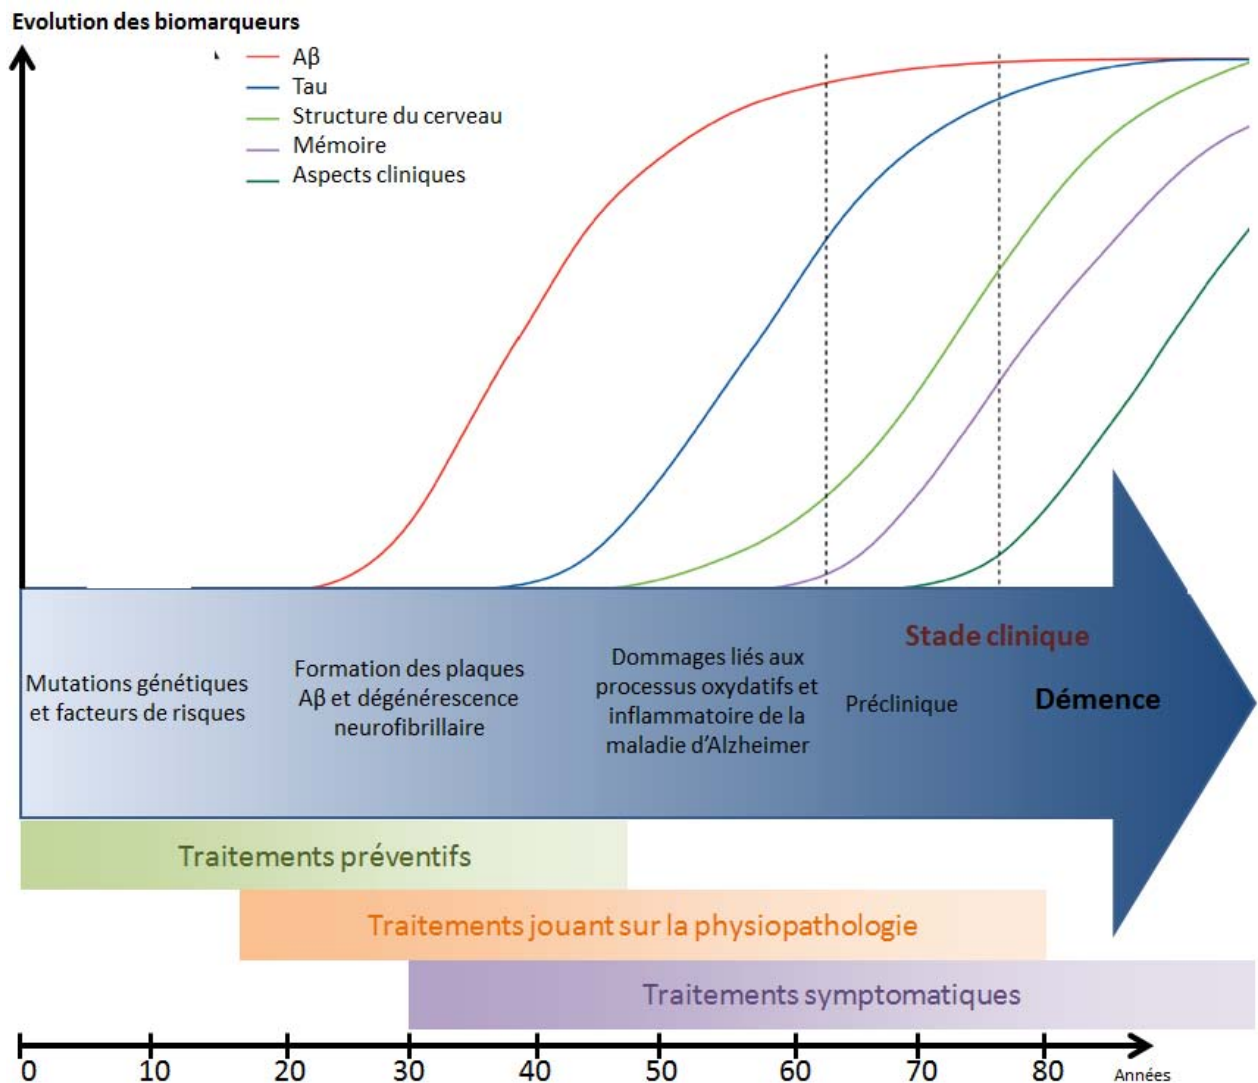 Evolution des biomarqueurs
Aβ
Tau
Structure du cerveau
Mémoire
Aspects cliniques
Mutations génétiques
et facteurs de risques
Formation des plaques
Aβ et dégénérescence
neurofibrillaire
Dommages liés aux
processus oxydatifs et
inflammatoire de la
maladie d'Alzheimer
Stade clinique
Préclinique
Démence
Traitements préventifs
Traitements jouant sur la physiopathologie
Traitements symptomatiques
0 10 20 30 40 50 60 70 80 Années